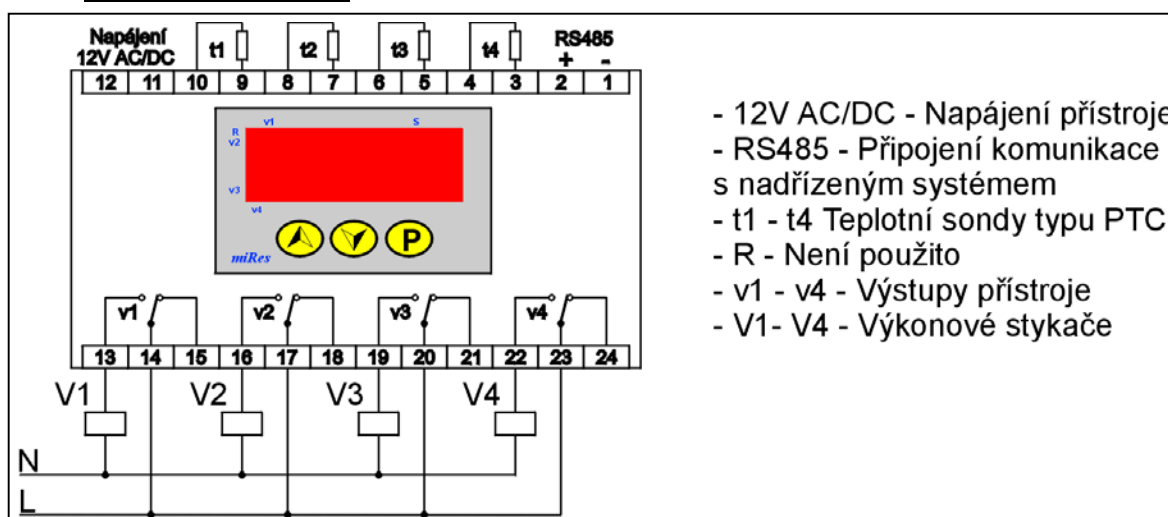 Napájení
12V AC/DC
t1
t2
t3
t4
RS485
+ -
12 11 10 9 8 7 6 5 4 3 2 1
v1
S
R
v2
v3
v4
P
miRes
v1
v2
v3
v4
13 14 15 16 17 18 19 20 21 22 23 24
V1
V2
V3
V4
N
L
- 12V AC/DC - Napájení přístroje
- RS485 - Připojení komunikace
s nadřízeným systémem
- t1 - t4 Teplotní sondy typu PTC
- R - Není použito
- v1 - v4 - Výstupy přístroje
- V1- V4 - Výkonové stykače